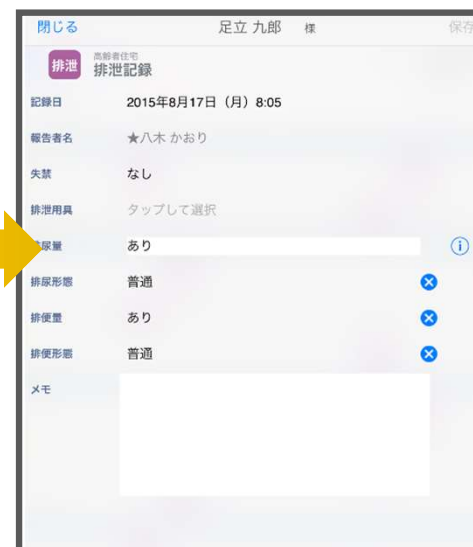 閉じる 足立 九郎 様 保存
排泄 高齢者住宅
排泄記録
記録日 2015年8月17日（月）8:05
報告者名 ★八木 かおり
失禁 なし
排泄用具 タップして選択
尿量 あり
排尿形態 普通
排便量 あり
排便形態 普通
メモ